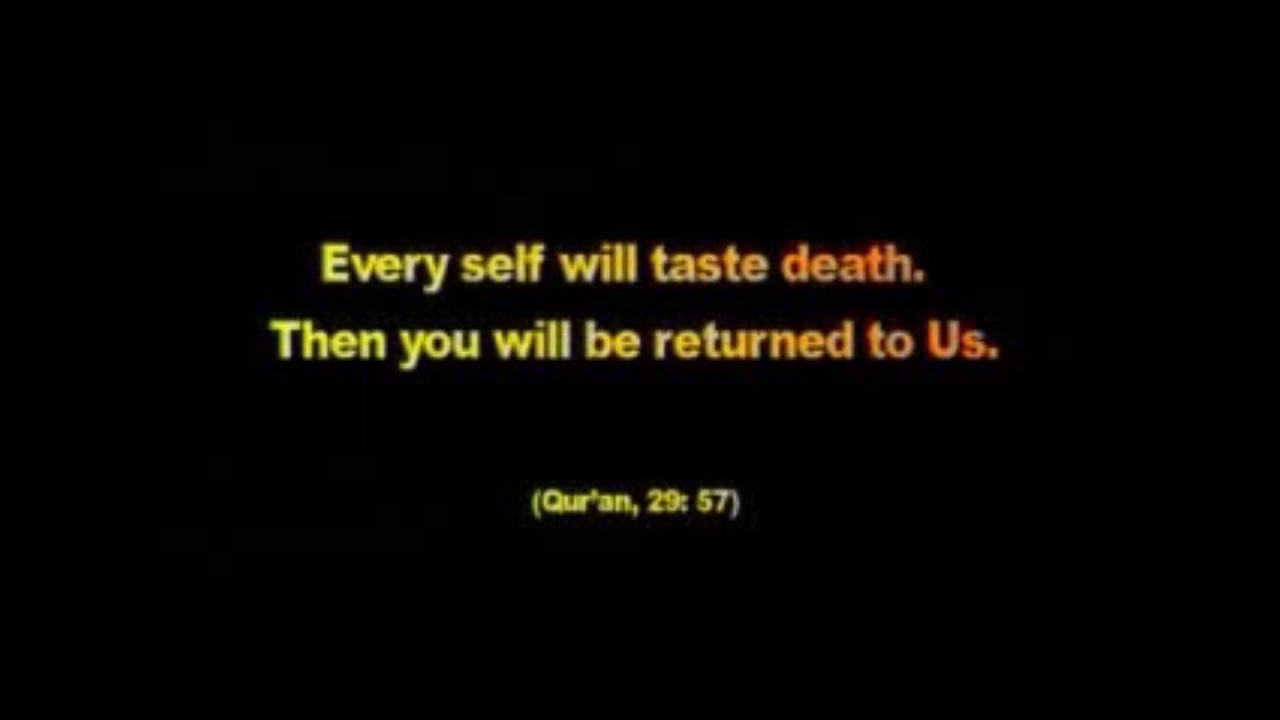 Every self will taste death.
Then you will be returned to Us.
(Qur'an, 29: 57)